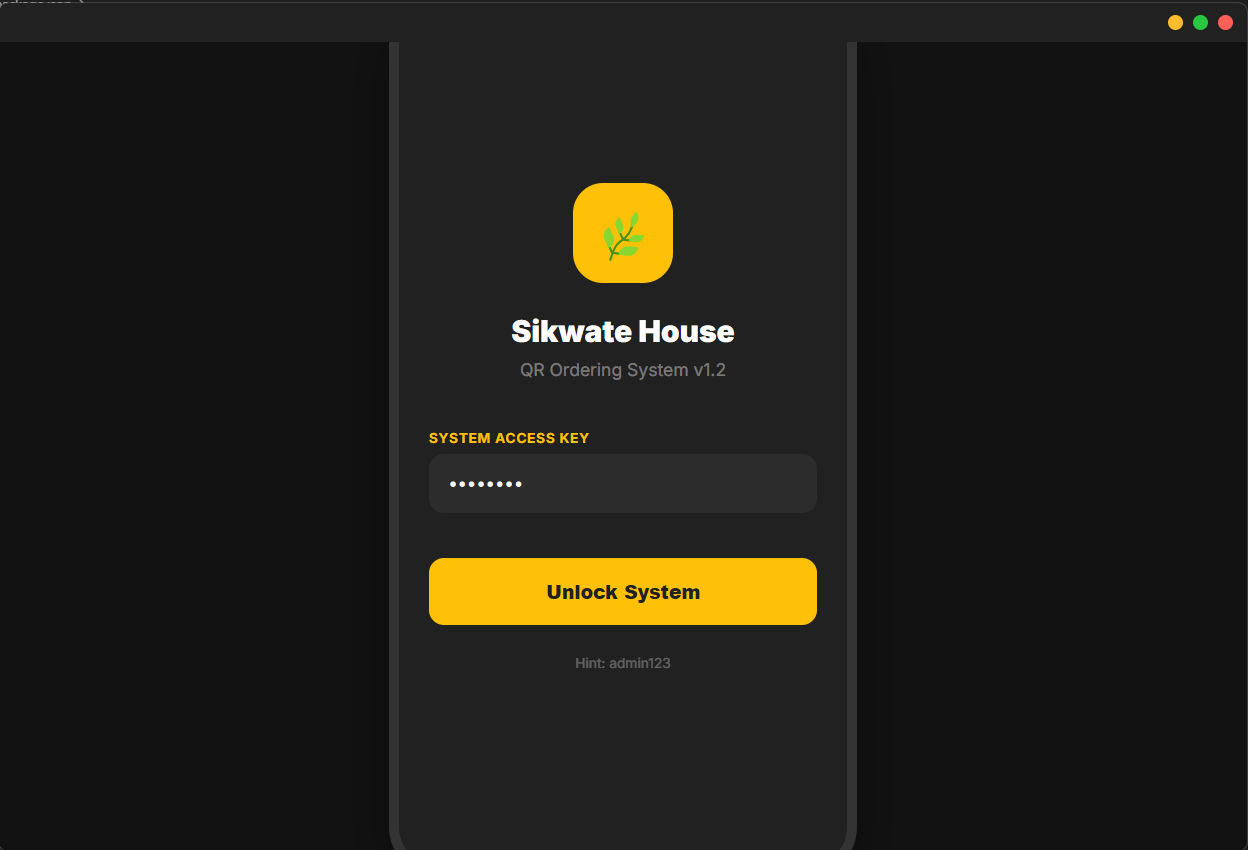 Sikwate House
QR Ordering System v1.2
SYSTEM ACCESS KEY
••••••••
Unlock System
Hint: admin123